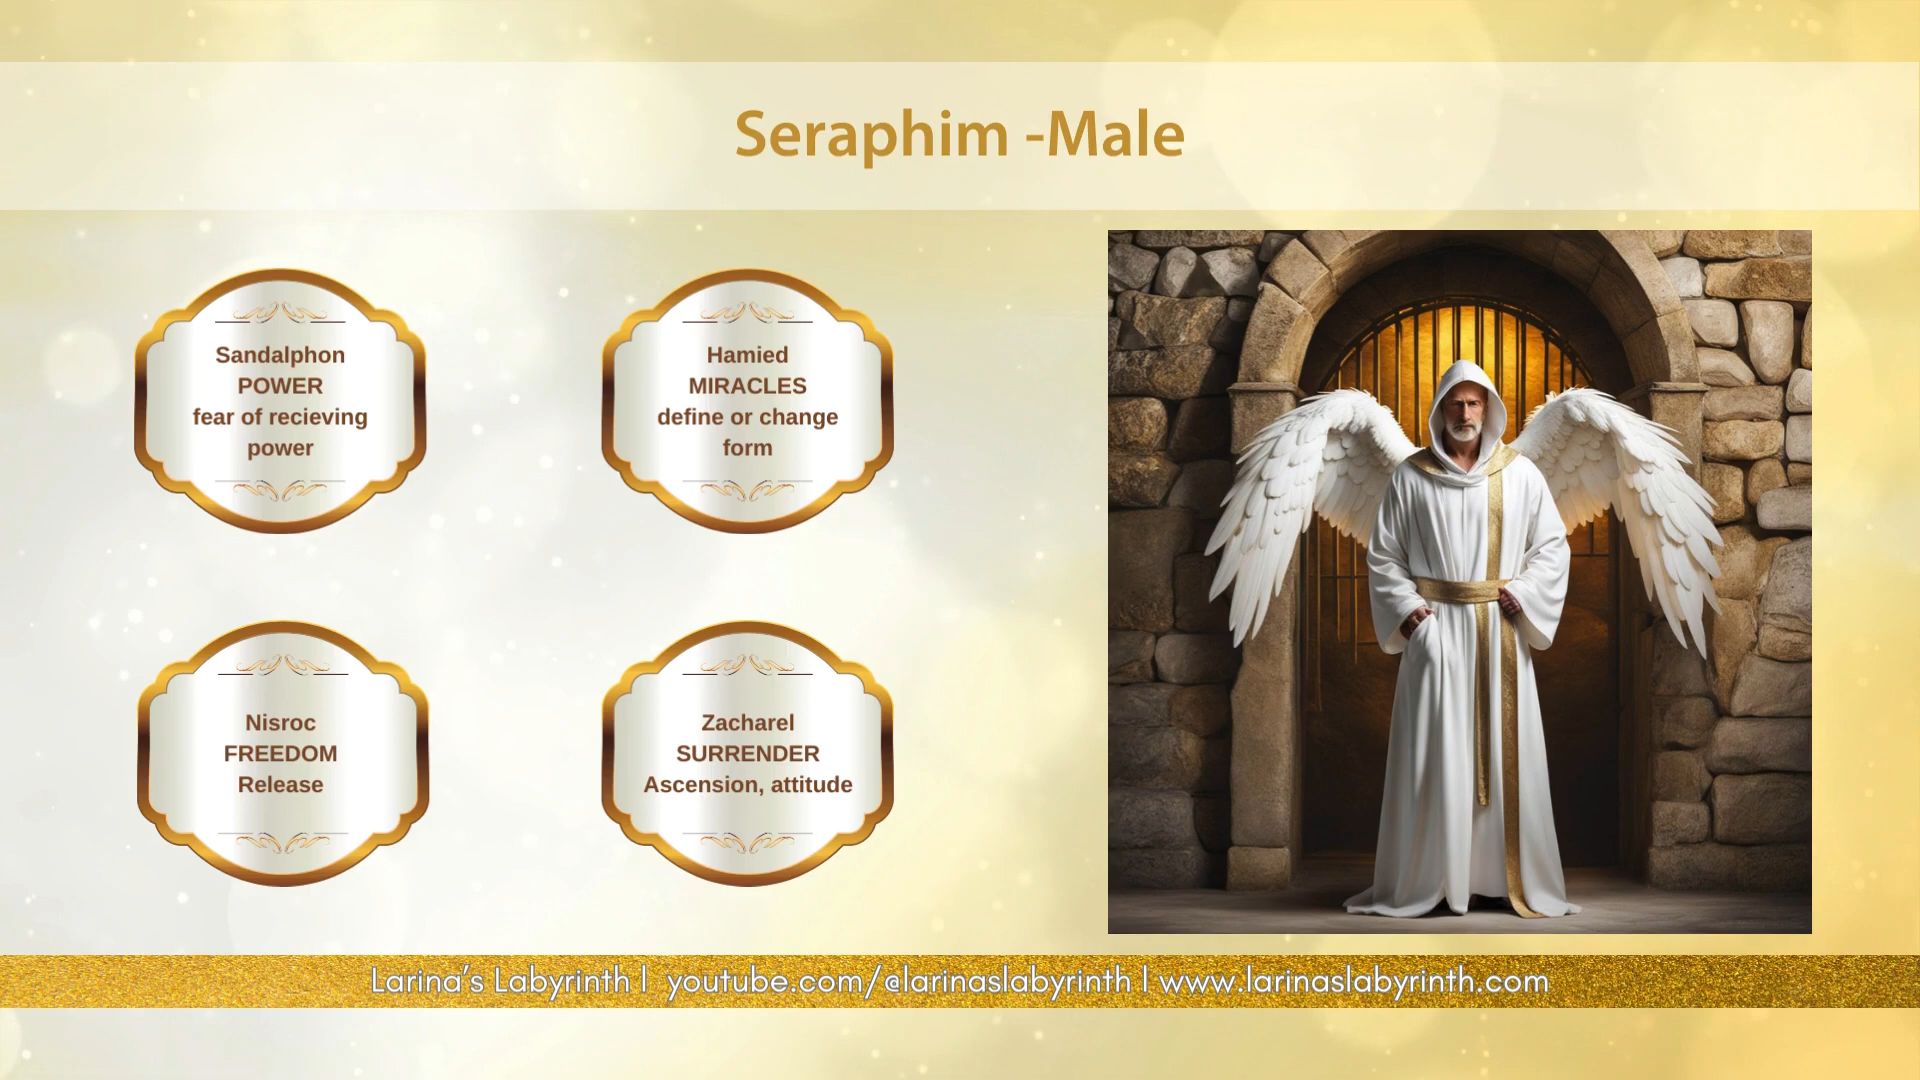 Seraphim -Male
Sandalphon
POWER
fear of recieving
power
Hamied
MIRACLES
define or change
form
Nisroc
FREEDOM
Release
Zacharel
SURRENDER
Ascension, attitude
Larina's Labyrinth | youtube.com/@larinaslabyrinth | www.larinaslabyrinth.com